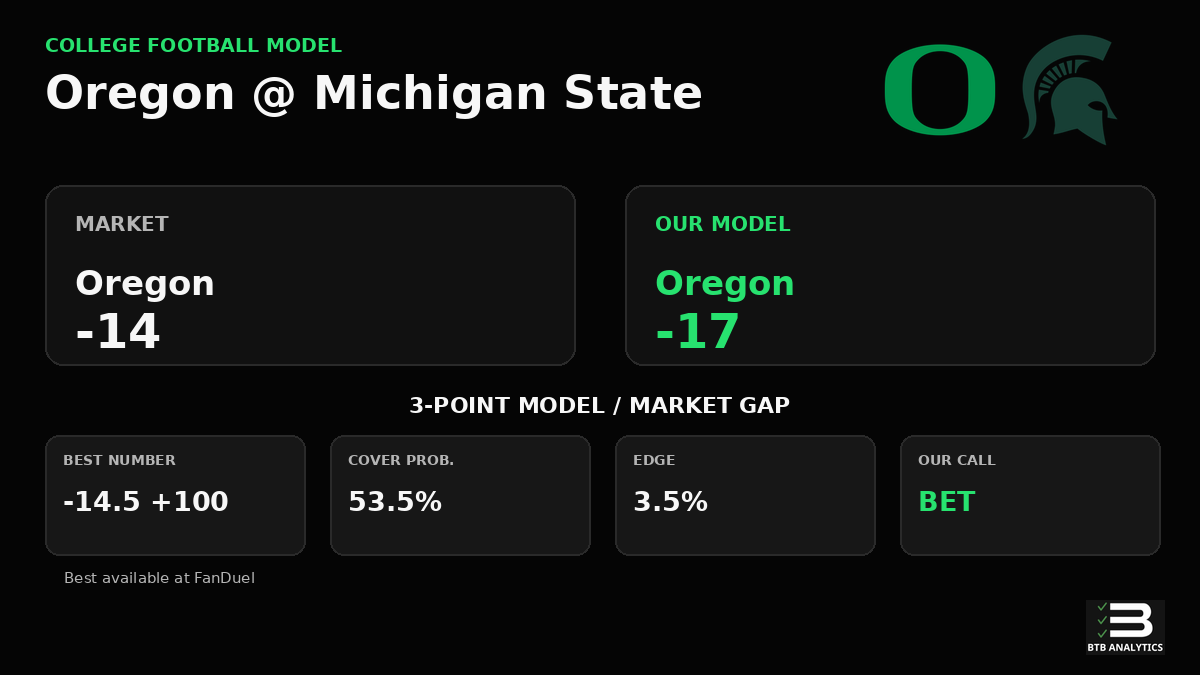 COLLEGE FOOTBALL MODEL
Oregon @ Michigan State
MARKET
Oregon
-14
OUR MODEL
Oregon
-17
3-POINT MODEL / MARKET GAP
BEST NUMBER
-14.5 +100
COVER PROB.
53.5%
EDGE
3.5%
OUR CALL
BET
Best available at FanDuel
BTB ANALYTICS